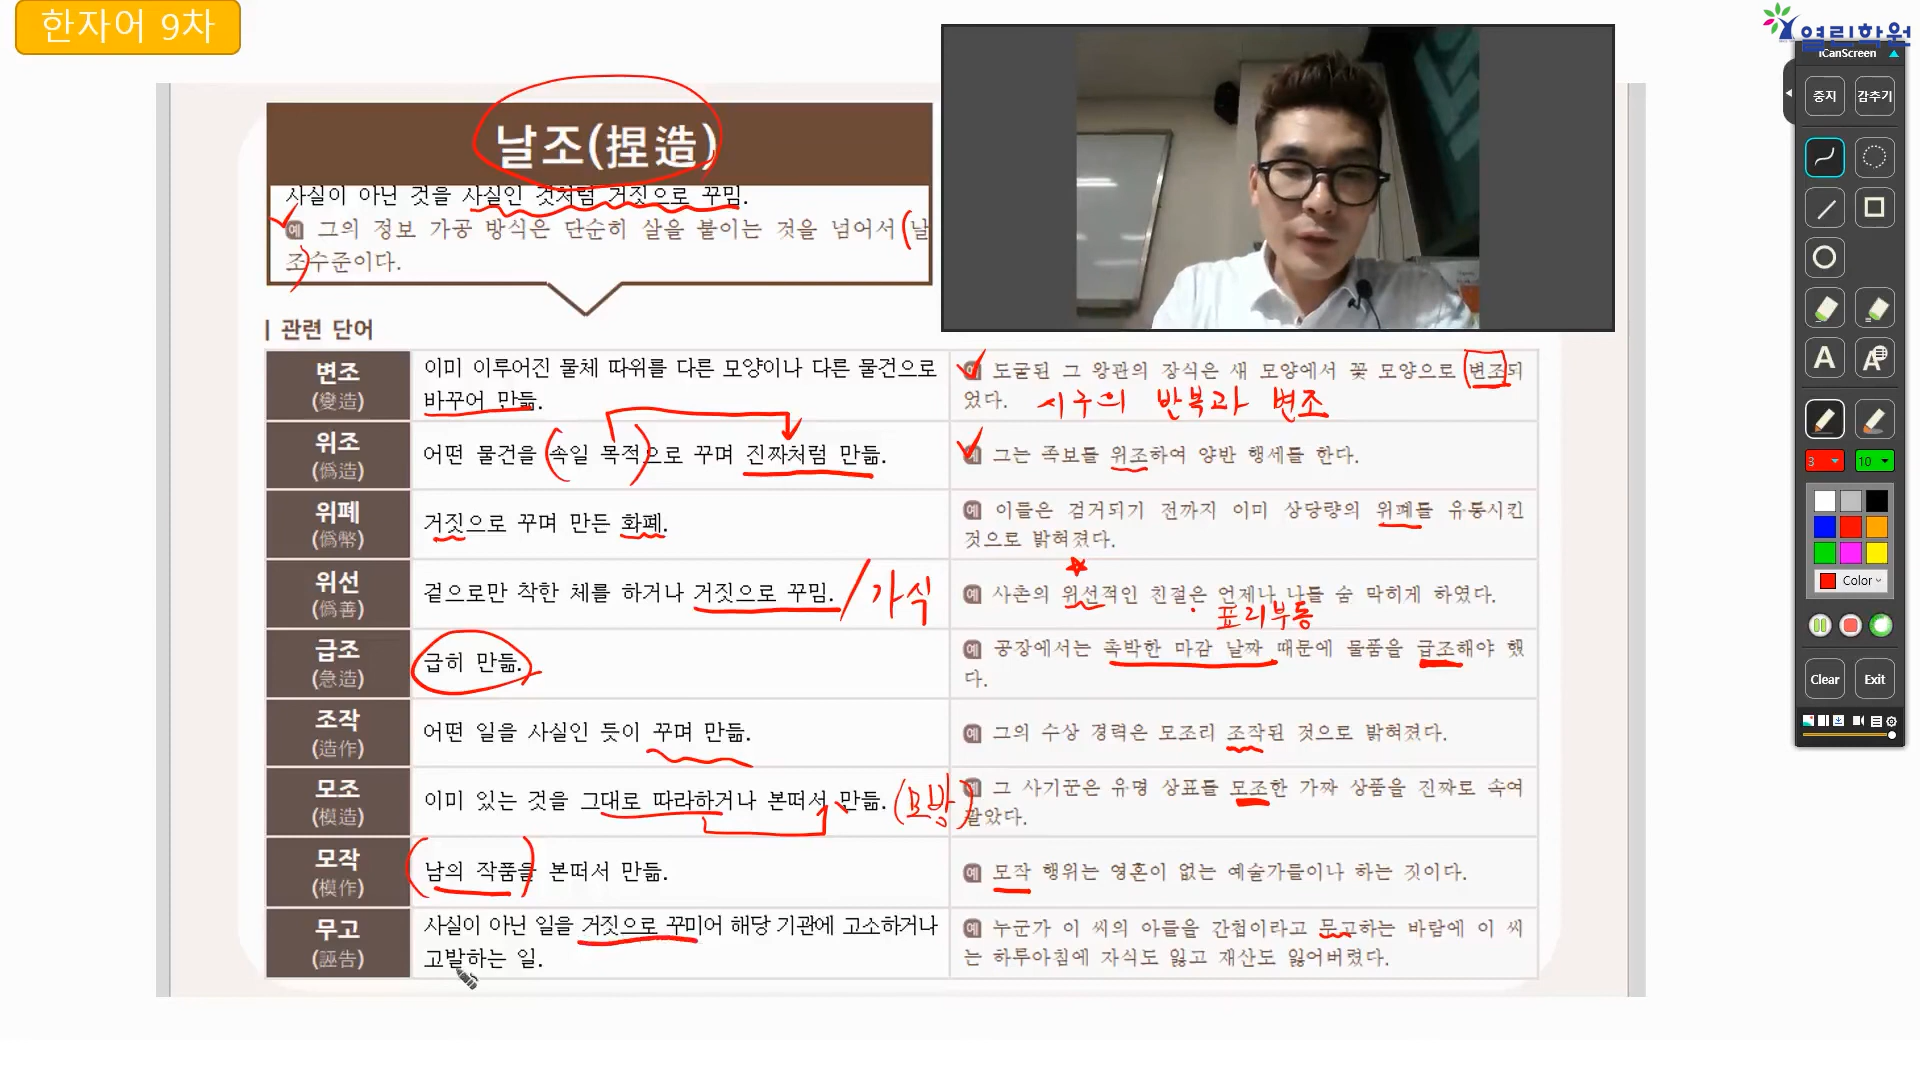 한자어 9차
열린학원
날조(捏造)
사실이 아닌 것을 사실인 것처럼 거짓으로 꾸밈.
예 그의 정보 가공 방식은 단순히 살을 붙이는 것을 넘어서 (날
조)수준이다.
관련 단어
변조
(變造)
이미 이루어진 물체 따위를 다른 모양이나 다른 물건으로
바꾸어 만듦.
예 도굴된 그 왕관의 장식은 새 모양에서 꽃 모양으로 변조되
었다.
시구의 반복과 변조
위조
(僞造)
어떤 물건을 (속일 목적)으로 꾸며 진짜처럼 만듦.
예 그는 족보를 위조하여 양반 행세를 한다.
위폐
(僞幣)
거짓으로 꾸며 만든 화폐.
예 이들은 검거되기 전까지 이미 상당량의 위폐를 유통시킨
것으로 밝혀졌다.
위선
(僞善)
겉으로만 착한 체를 하거나 거짓으로 꾸밈. / 가식
예 사촌의 위선적인 친절은 언제나 나를 숨 막히게 하였다.
표리부동
급조
(急造)
급히 만듦.
예 공장에서는 촉박한 마감 날짜 때문에 물품을 급조해야 했
다.
조작
(造作)
어떤 일을 사실인 듯이 꾸며 만듦.
예 그의 수상 경력은 모조리 조작된 것으로 밝혀졌다.
모조
(模造)
이미 있는 것을 그대로 따라하거나 본떠서 만듦. (모방)
예 그 사기꾼은 유명 상표를 모조한 가짜 상품을 진짜로 속여
팔았다.
모작
(模作)
(남의 작품)을 본떠서 만듦.
예 모작 행위는 영혼이 없는 예술가들이나 하는 짓이다.
무고
(誣告)
사실이 아닌 일을 거짓으로 꾸미어 해당 기관에 고소하거나
고발하는 일.
예 누군가 이 씨의 아들을 간첩이라고 무고하는 바람에 이 씨
는 하루아침에 자식도 잃고 재산도 잃어버렸다.
iCanScreen
중지 감추기
A A
3 10
Color
Clear Exit